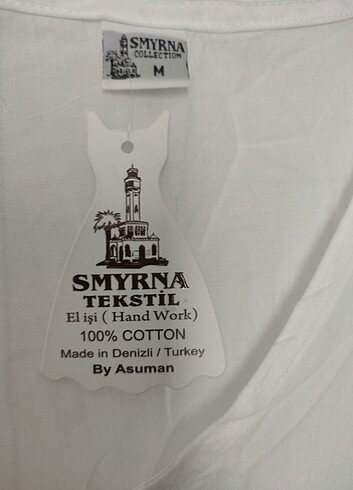 SMYRNA
COLLECTION
M
SMYRNA
TEKSTİL
El işi ( Hand Work)
100% COTTON
Made in Denizli / Turkey
By Asuman